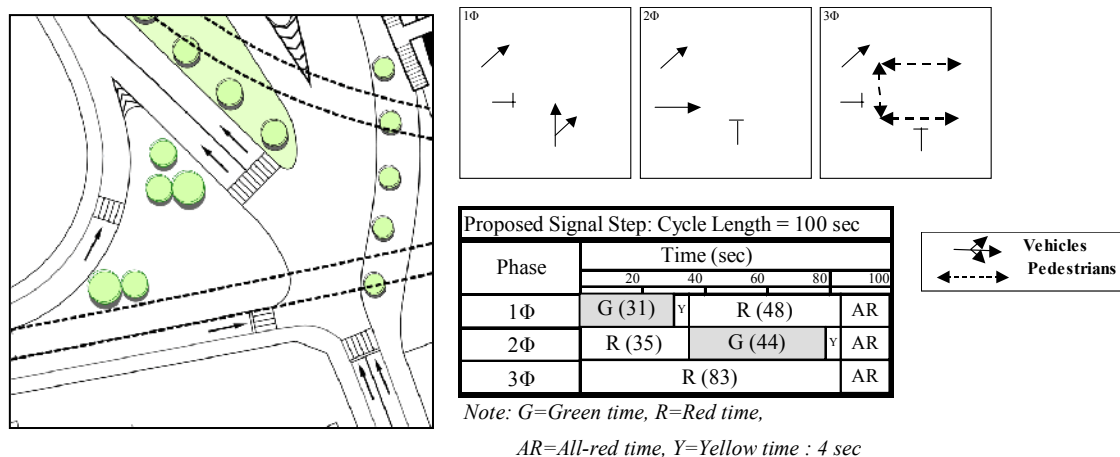 1Φ
2Φ
3Φ
Proposed Signal Step: Cycle Length = 100 sec
Phase
Time (sec)
20 40 60 80 100
1Φ G (31) Y R (48) AR
2Φ R (35) G (44) Y AR
3Φ R (83) AR
Vehicles
Pedestrians
Note: G=Green time, R=Red time,
AR=All-red time, Y=Yellow time : 4 sec